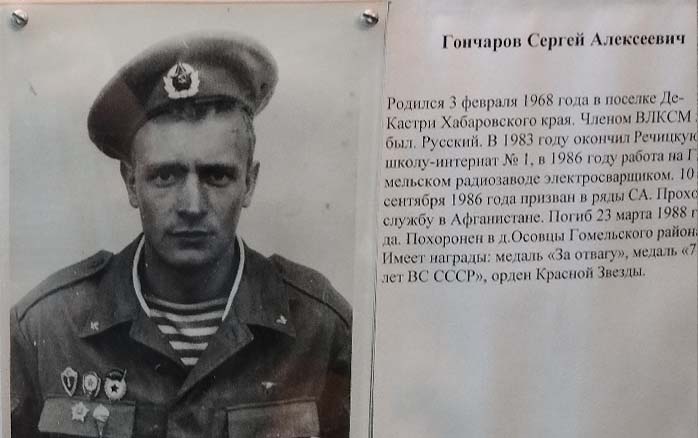 Гончаров Сергей Алексеевич
Родился 3 февраля 1968 года в поселке Де-
Кастри Хабаровского края. Членом ВЛКСМ
был. Русский. В 1983 году окончил Речицкую
школу-интернат № 1, в 1986 году работа на Г
мельском радиозаводе электросварщиком. 10
сентября 1986 года призван в ряды СА. Прохо
службу в Афганистане. Погиб 23 марта 1988 г
да. Похоронен в д.Осовцы Гомельского района
Имеет награды: медаль «За отвагу», медаль «7
лет ВС СССР», орден Красной Звезды.